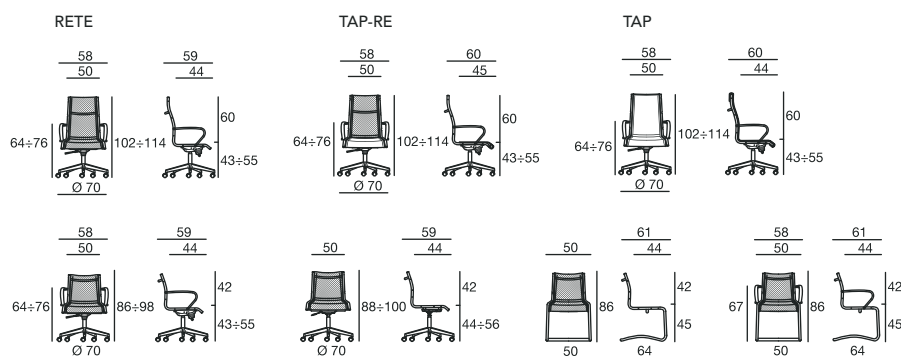 RETE TAP-RE TAP
58 59 58 60 58 60
50 44 50 45 50 44
60 60 60
64÷76 102÷114 64÷76 102÷114 64÷76 102÷114
43÷55 43÷55 43÷55
Ø 70 Ø 70 Ø 70
58 59 59 61 58 61
50 44 50 44 50 44 50 44
42 42 42 42
64÷76 86÷98 88÷100 86 67 86
43÷55 44÷56 45 45
Ø 70 Ø 70 50 64 50 64